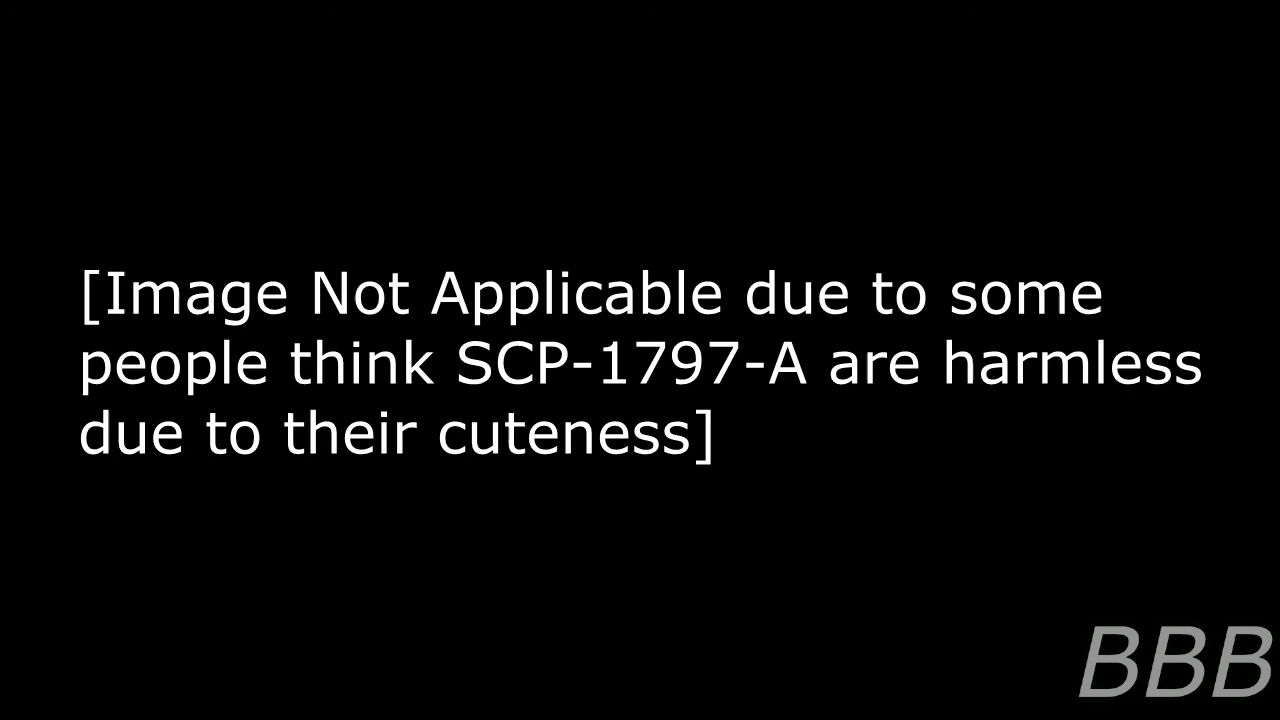 [Image Not Applicable due to some
people think SCP-1797-A are harmless
due to their cuteness]
BBB